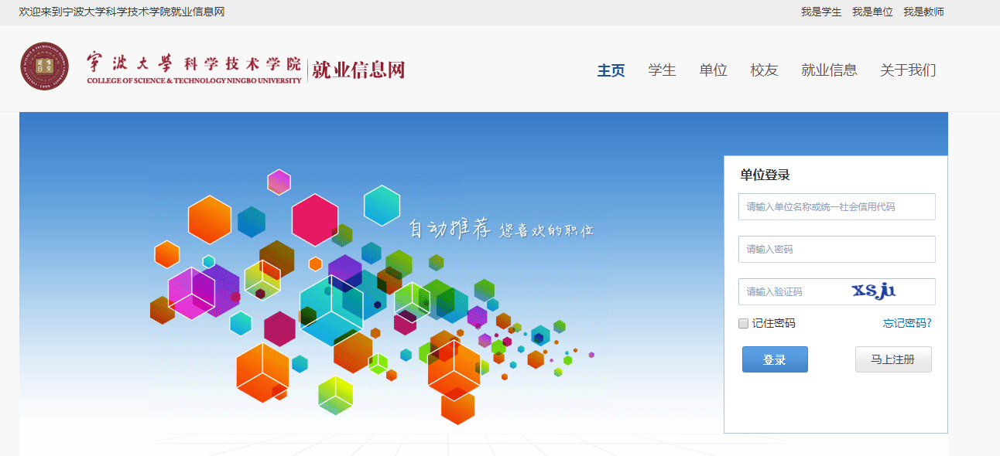 欢迎来到宁波大学科学技术学院就业信息网
我是学生 我是单位 我是教师
宁波大学 科学技术学院
COLLEGE OF SCIENCE & TECHNOLOGY NINGBO UNIVERSITY
就业信息网
主页 学生 单位 校友 就业信息 关于我们
自动推荐 您喜欢的职位
单位登录
请输入单位名称或统一社会信用代码
请输入密码
请输入验证码 xsju
记住密码 忘记密码?
登录 马上注册